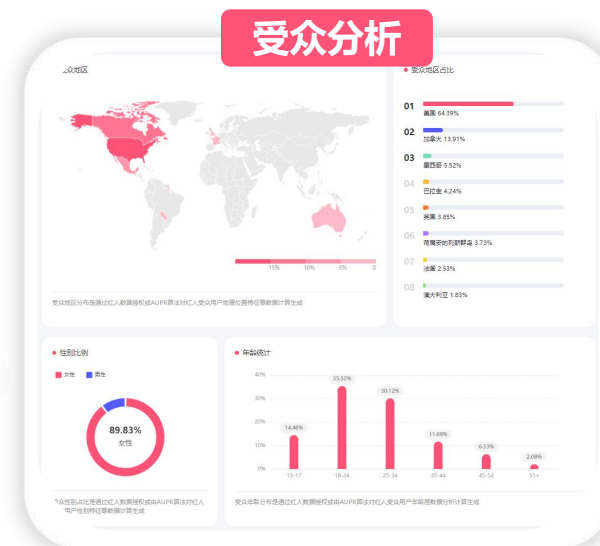 受众分析
众地区
15%
10%
5%
0
受众地区分布是通过红人数据授权或AUPR算法对红人受众用户地理位置特征等数据计算生成
受众地区占比
01
美国 64.39%
02
加拿大 13.91%
03
墨西哥 5.52%
04
巴拉圭 4.24%
05
英国 3.85%
06
荷属安的列斯群岛 3.73%
07
法国 2.53%
08
澳大利亚 1.83%
性别比例
女性
男性
89.83%
女性
众性别占比是通过红人数据授权或由AUPR算法对红人
用户性别特征等数据计算生成
年龄统计
40%
30%
20%
10%
0%
14.46%
35.32%
30.12%
11.69%
6.33%
2.08%
13-17
18-24
25-34
35-44
45-54
55+
受众年龄分布是通过红人数据授权或由AUPR算法对红人受众用户年龄层数据分析计算生成